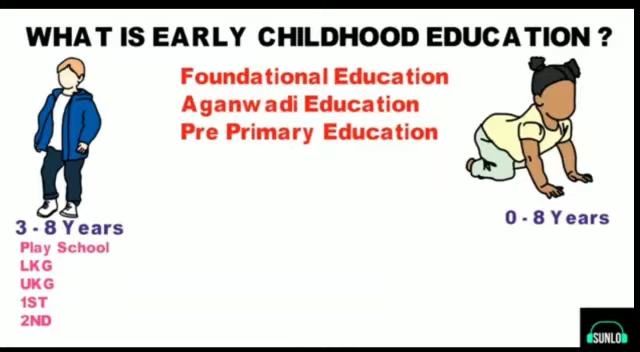 WHAT IS EARLY CHILDHOOD EDUCATION ?
Foundational Education
Aganwadi Education
Pre Primary Education
3 - 8 Years
Play School
LKG
UKG
1ST
2ND
0 - 8 Years
SUNLO